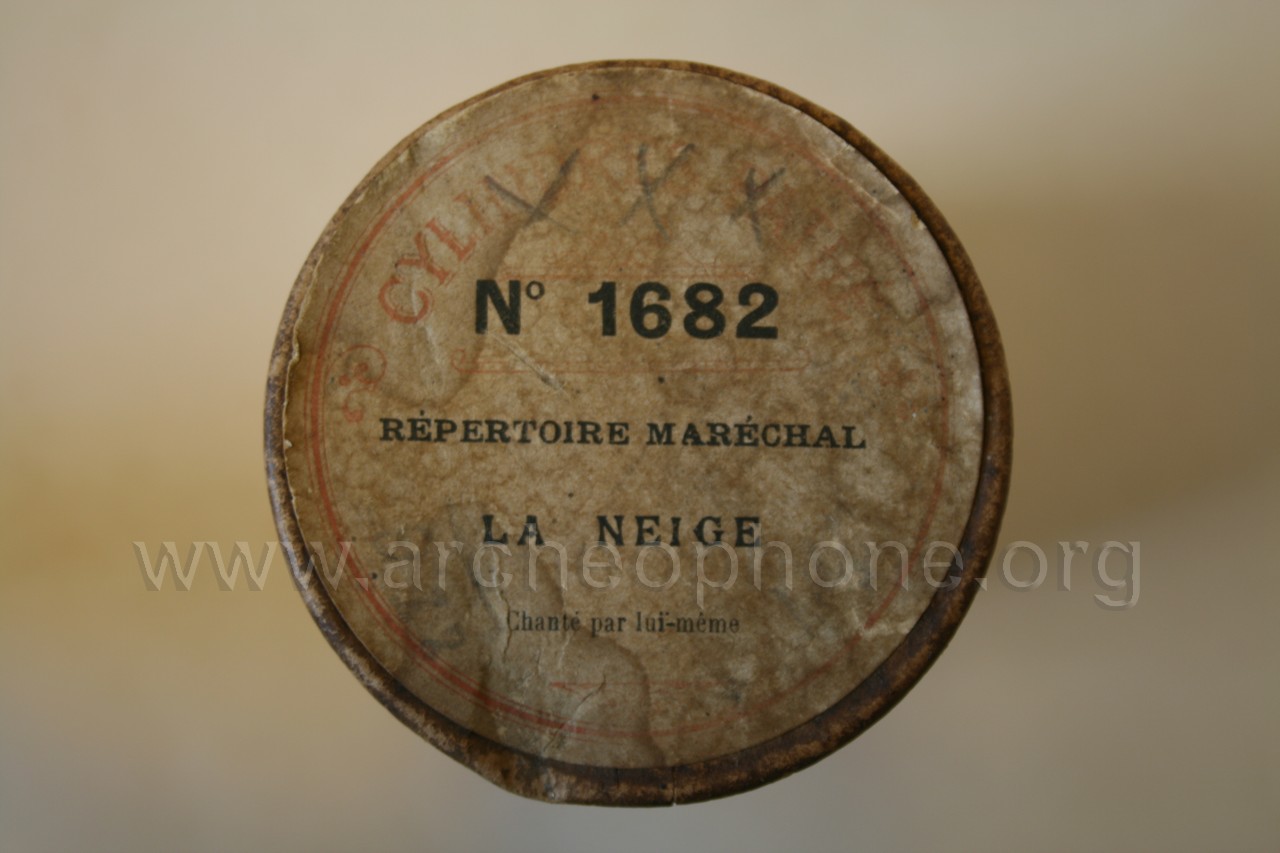 X X X
Nº 1682
RÉPERTOIRE MARÉCHAL
LA NEIGE
www.archeophone.org
Chanté par lui-même